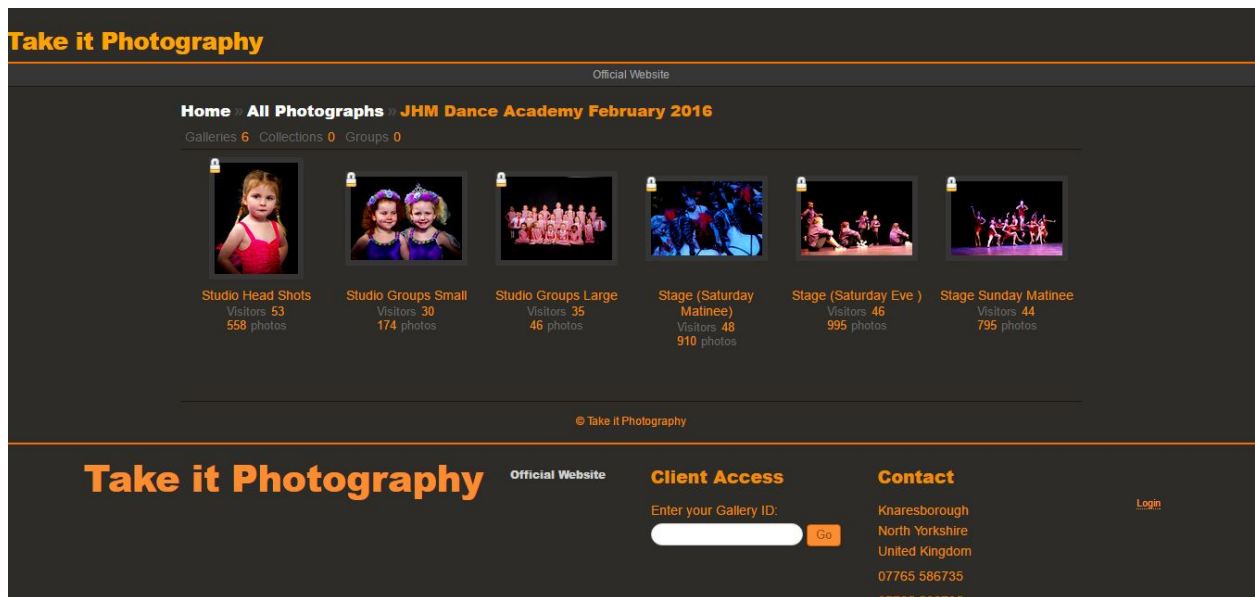 Take it Photography
Official Website
Home » All Photographs » JHM Dance Academy February 2016
Galleries 6 Collections 0 Groups 0
Studio Head Shots
Visitors 53
558 photos
Studio Groups Small
Visitors 30
174 photos
Studio Groups Large
Visitors 35
46 photos
Stage (Saturday
Matinee)
Visitors 48
910 photos
Stage (Saturday Eve )
Visitors 46
995 photos
Stage Sunday Matinee
Visitors 44
795 photos
© Take it Photography
Take it Photography
Official Website
Client Access
Enter your Gallery ID:
Go
Contact
Knaresborough
North Yorkshire
United Kingdom
07765 586735
Login